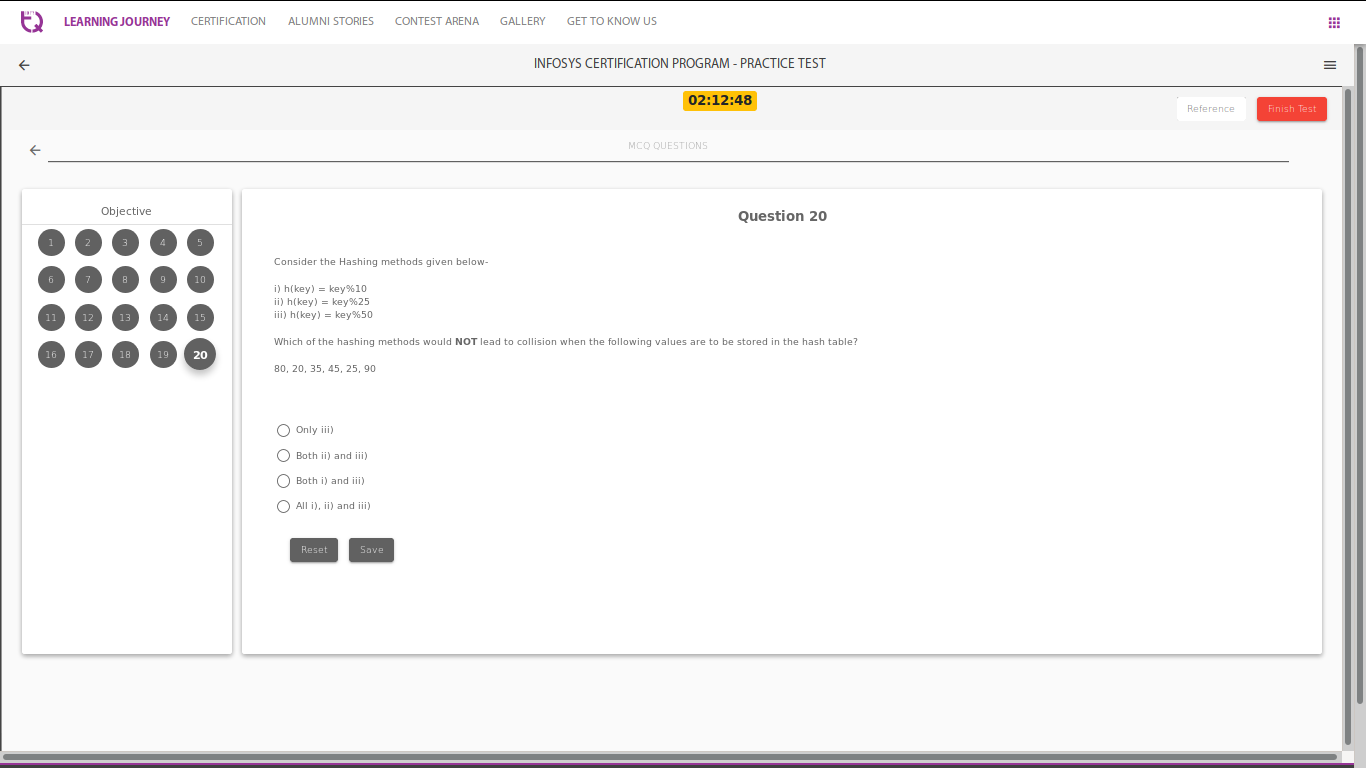 LEARNING JOURNEY CERTIFICATION ALUMNI STORIES CONTEST ARENA GALLERY GET TO KNOW US
INFOSYS CERTIFICATION PROGRAM - PRACTICE TEST
02:12:48
Reference Finish Test
MCQ QUESTIONS
Objective
1 2 3 4 5
6 7 8 9 10
11 12 13 14 15
16 17 18 19 20
Question 20
Consider the Hashing methods given below-
i) h(key) = key%10
ii) h(key) = key%25
iii) h(key) = key%50
Which of the hashing methods would NOT lead to collision when the following values are to be stored in the hash table?
80, 20, 35, 45, 25, 90
Only iii)
Both ii) and iii)
Both i) and iii)
All i), ii) and iii)
Reset Save